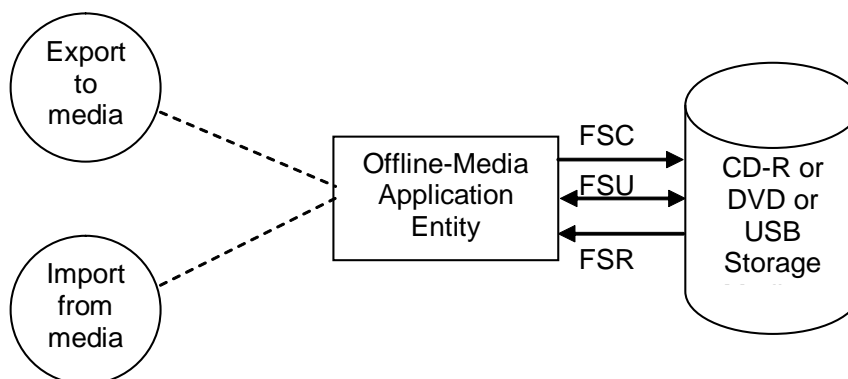 Export
to
media
Offline-Media
Application
Entity
FSC
FSU
FSR
CD-R or
DVD or
USB
Storage
Import
from
media